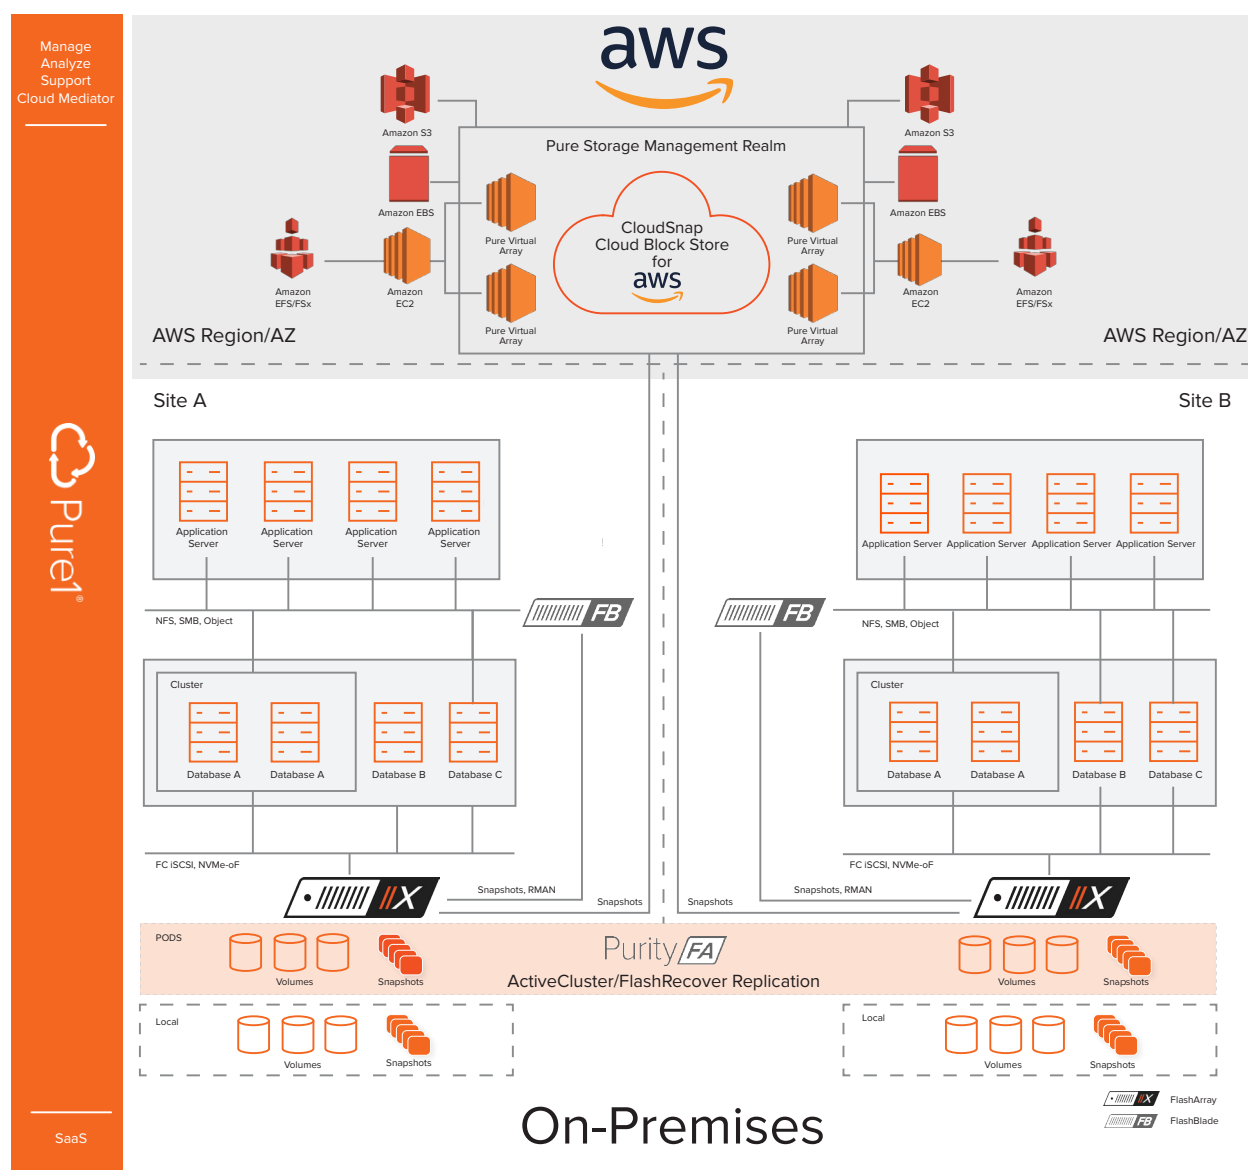 Manage
Analyze
Support
Cloud Mediator
Pure1®
SaaS
aws
Amazon S3
Amazon S3
Pure Storage Management Realm
Amazon EBS
Amazon EBS
Pure Virtual
Array
Pure Virtual
Array
CloudSnap
Cloud Block Store
for
aws
Amazon
EFS/FSx
Amazon
EC2
Amazon
EC2
Amazon
EFS/FSx
Pure Virtual
Array
Pure Virtual
Array
AWS Region/AZ
AWS Region/AZ
Site A
Site B
Application
Server
Application
Server
Application
Server
Application
Server
Application Server
Application Server
Application Server
Application Server
FB
FB
NFS, SMB, Object
NFS, SMB, Object
Cluster
Cluster
Database A
Database A
Database B
Database C
Database A
Database A
Database B
Database C
FC iSCSI, NVMe-oF
FC iSCSI, NVMe-oF
//X
Snapshots, RMAN
Snapshots
Snapshots
Snapshots, RMAN
//X
PODS
Volumes
Snapshots
Purity//FA
ActiveCluster/FlashRecover Replication
Volumes
Snapshots
Local
Volumes
Snapshots
Local
Volumes
Snapshots
On-Premises
//X FlashArray
FB FlashBlade